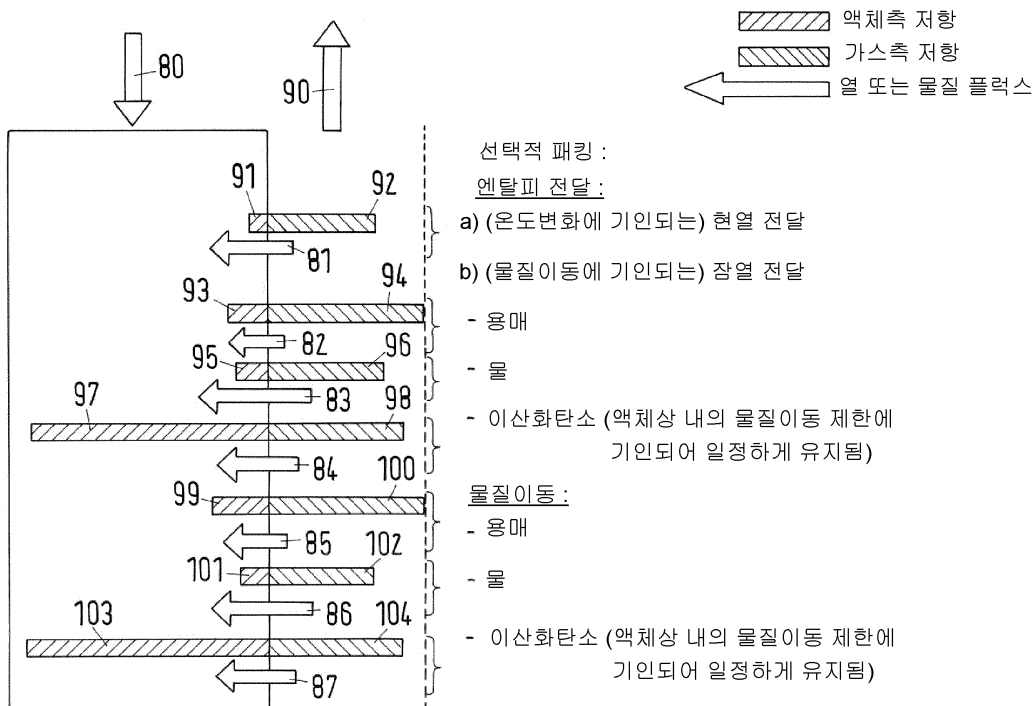 액체측 저항
가스측 저항
열 또는 물질 플럭스
80
90
선택적 패킹 :
엔탈피 전달 :
91
92
a) (온도변화에 기인되는) 현열 전달
81
b) (물질이동에 기인되는) 잠열 전달
93
94
- 용매
82
95
96
- 물
83
97
98
- 이산화탄소 (액체상 내의 물질이동 제한에
기인되어 일정하게 유지됨)
84
99
100
물질이동 :
- 용매
85
101
102
- 물
86
103
104
- 이산화탄소 (액체상 내의 물질이동 제한에
기인되어 일정하게 유지됨)
87